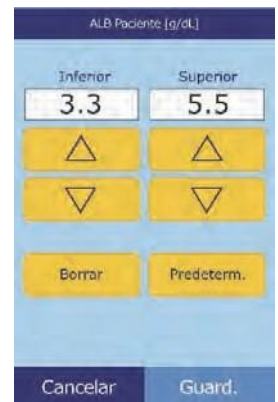 ALB Paciente [g/dL]
Inferior Superior
3.3 5.5
Borrar Predeterm.
Cancelar Guard.